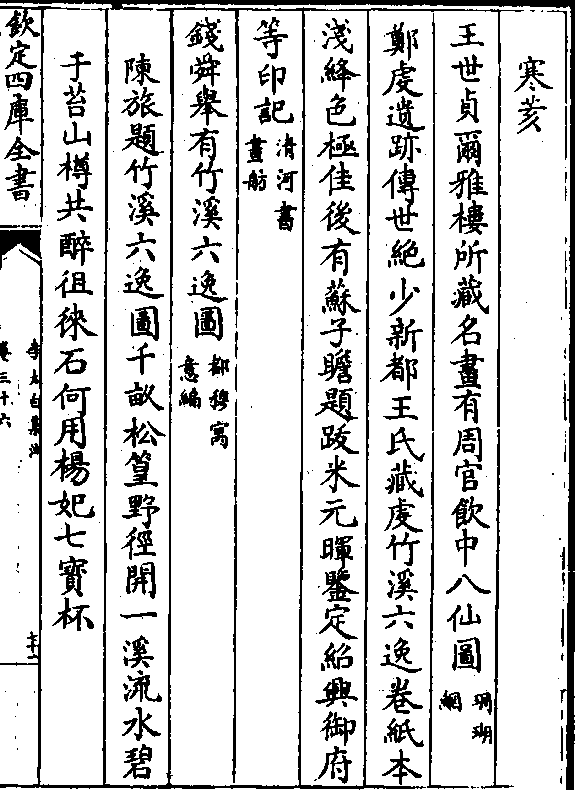 寒芰
王世貞爾雅樓所藏名畫有周官飲中八仙圖珊瑚網
鄭虔遺跡傳世絶少新都王氏藏虔竹溪六逸卷紙本
淺絳色極佳後有蘇子瞻題跋米元暉鑒定紹興御府
等印記清河書畫舫
錢舜舉有竹溪六逸圖都穆寓意編
陳旅題竹溪六逸圖千畝松篁野徑開一溪流水碧
于苔山樽共醉徂徠石何用楊妃七寶杯
欽定四庫全書
李太白集注
卷三十六